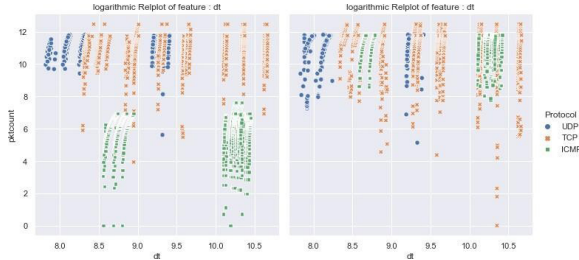 logarithmic Relplot of feature : dt
logarithmic Relplot of feature : dt
12
10
8
6
4
2
0
pktcount
8.0 8.5 9.0 9.5 10.0 10.5
8.0 8.5 9.0 9.5 10.0 10.5
dt
dt
Protocol
UDP
TCP
ICMP